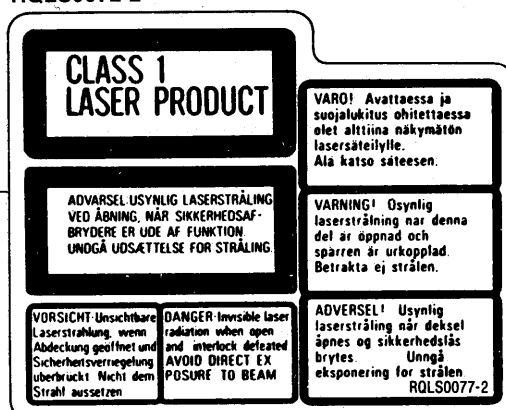 CLASS 1
LASER PRODUCT
ADVARSEL:USYNLIG LASERSTRÅLING
VED ÅBNING, NÅR SIKKERHEDSAF-
BRYDERE ER UDE AF FUNKTION.
UNDGÅ UDSÆTTELSE FOR STRÅLING.
VORSICHT:Unsichtbare
Laserstrahlung, wenn
Abdeckung geöffnet und
Sicherheitsverriegelung
überbrückt. Nicht dem
Strahl aussetzen
DANGER-Invisible laser
radiation when open
and interlock defeated
AVOID DIRECT EX
POSURE TO BEAM
VARO! Avattaessa ja
suojalukitus ohitettaessa
olet alttiina näkymätön
lasersäteilylle.
Älä katso säteesen.
VARNING! Osynlig
laserstrålning nar denna
del är öppnad och
spärren är urkopplad.
Betrakta ej strålen.
ADVERSEL! Usynlig
laserstråling når deksel
åpnes og sikkerhedslås
brytes. Unngå
eksponering for strålen.
RQLS0077-2